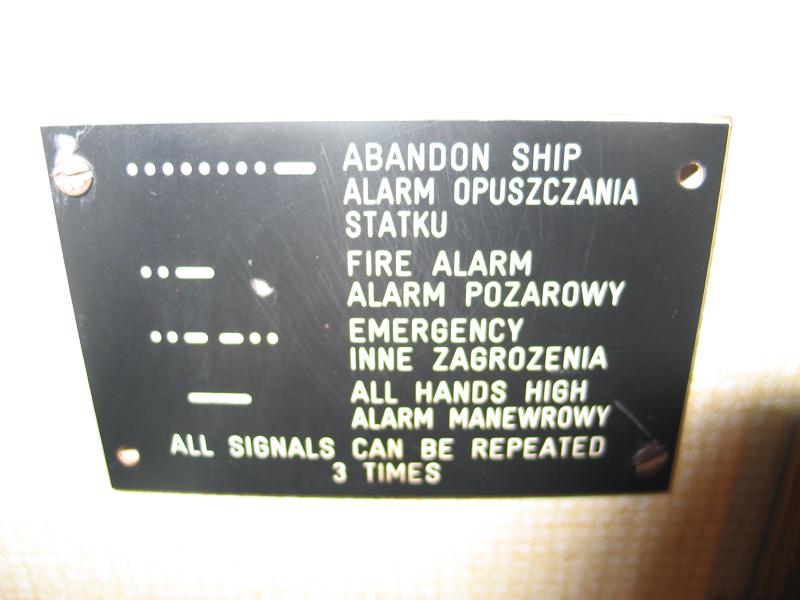 ABANDON SHIP
ALARM OPUSZCZANIA
STATKU
FIRE ALARM
ALARM POZAROWY
EMERGENCY
INNE ZAGROZENIA
ALL HANDS HIGH
ALARM MANEWROWY
ALL SIGNALS CAN BE REPEATED
3 TIMES